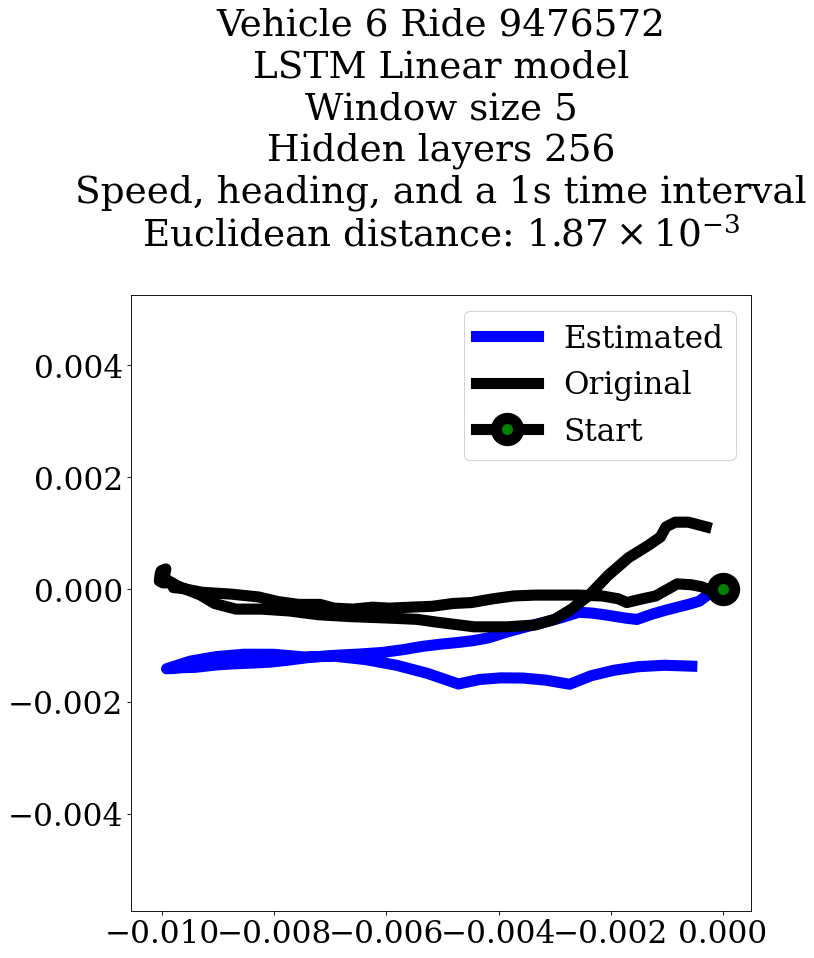 Vehicle 6 Ride 9476572
LSTM Linear model
Window size 5
Hidden layers 256
Speed, heading, and a 1s time interval
Euclidean distance: 1.87 × 10⁻³
Estimated
Original
Start
0.004
0.002
0.000
−0.002
−0.004
−0.010 −0.008 −0.006 −0.004 −0.002 0.000